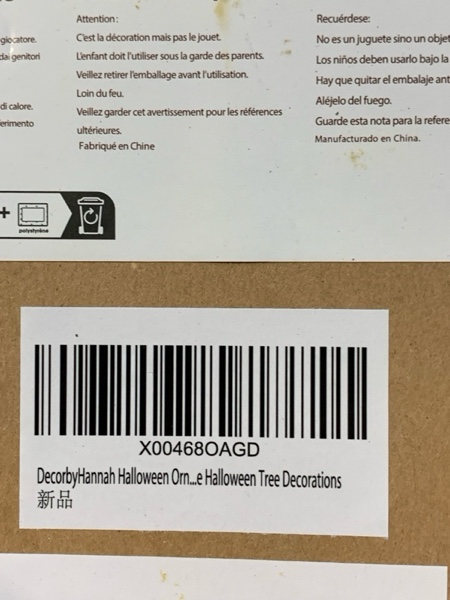 giocatore.
dai genitori
di calore.
erimento
Attention :
C'est la décoration mais pas le jouet.
L'enfant doit l'utiliser sous la garde des parents.
Veillez retirer l'emballage avant l'utilisation.
Loin du feu.
Veillez garder cet avertissement pour les références
ultérieures.
Fabriqué en Chine
Recuérdese:
No es un juguete sino un objet
Los niños deben usarlo bajo la
Hay que quitar el embalaje ant
Aléjelo del fuego.
Guarde esta nota para la refere
Manufacturado en China.
+
polystyrène
X00468OAGD
DecorbyHannah Halloween Orn...e Halloween Tree Decorations
新品